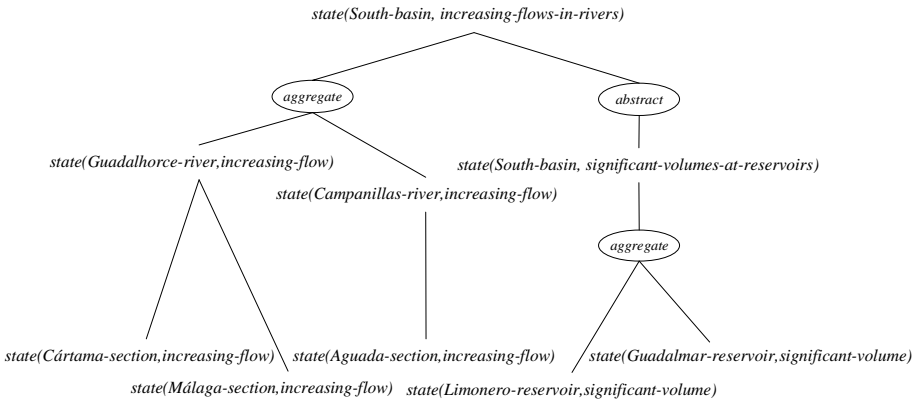 state(South-basin, increasing-flows-in-rivers)
aggregate
abstract
state(Guadalhorce-river,increasing-flow)
state(South-basin, significant-volumes-at-reservoirs)
state(Campanillas-river,increasing-flow)
aggregate
state(Cártama-section,increasing-flow)
state(Aguada-section,increasing-flow)
state(Guadalmar-reservoir,significant-volume)
state(Málaga-section,increasing-flow)
state(Limonero-reservoir,significant-volume)